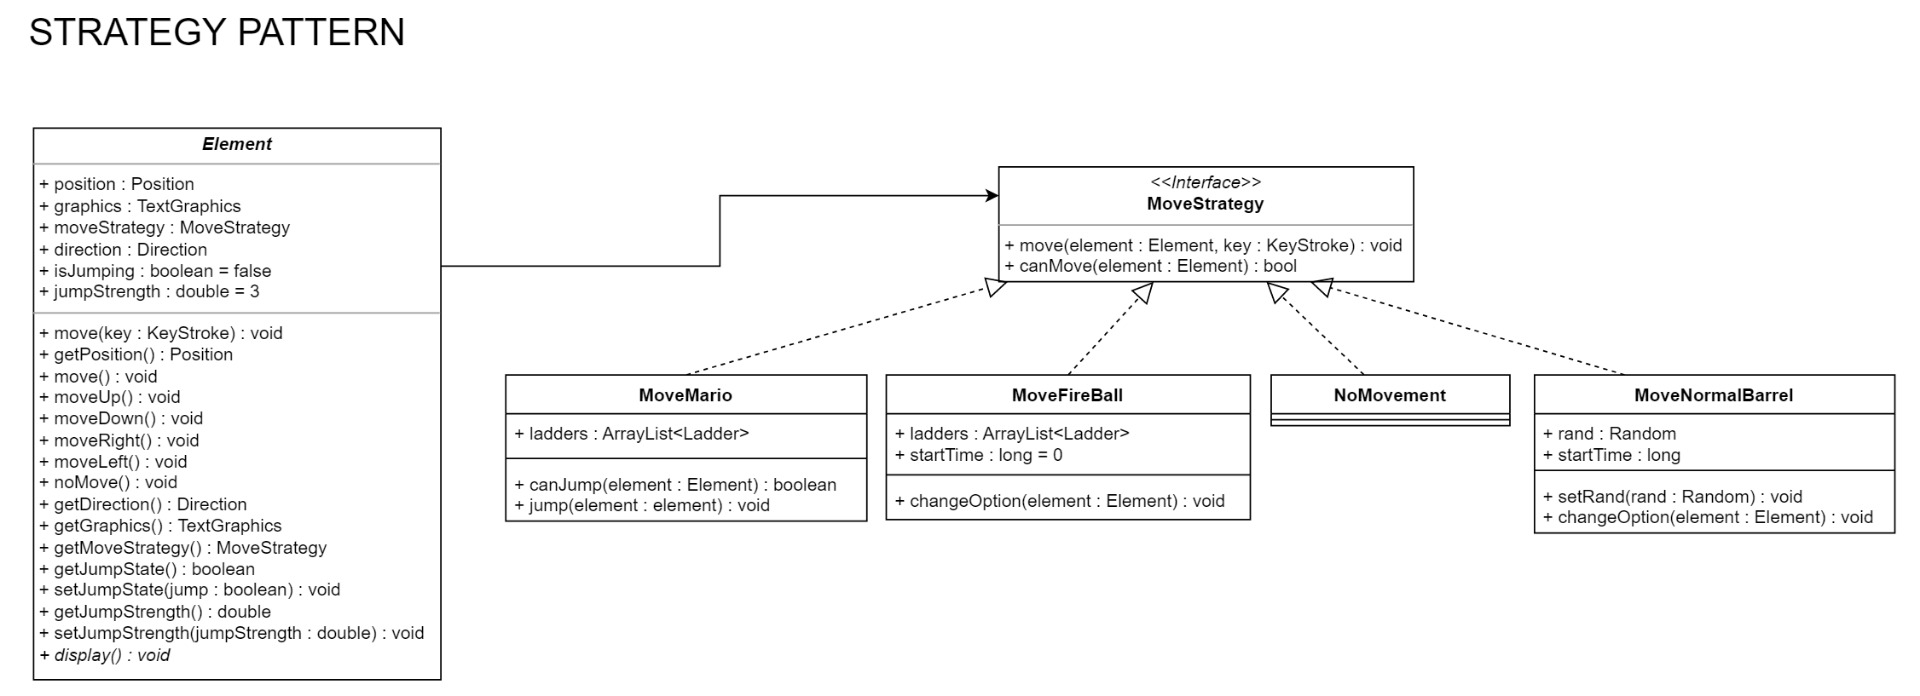 STRATEGY PATTERN
Element
+ position : Position
+ graphics : TextGraphics
+ moveStrategy : MoveStrategy
+ direction : Direction
+ isJumping : boolean = false
+ jumpStrength : double = 3
+ move(key : KeyStroke) : void
+ getPosition() : Position
+ move() : void
+ moveUp() : void
+ moveDown() : void
+ moveRight() : void
+ moveLeft() : void
+ noMove() : void
+ getDirection() : Direction
+ getGraphics() : TextGraphics
+ getMoveStrategy() : MoveStrategy
+ getJumpState() : boolean
+ setJumpState(jump : boolean) : void
+ getJumpStrength() : double
+ setJumpStrength(jumpStrength : double) : void
+ display() : void
<<Interface>>
MoveStrategy
+ move(element : Element, key : KeyStroke) : void
+ canMove(element : Element) : bool
MoveMario
+ ladders : ArrayList<Ladder>
+ canJump(element : Element) : boolean
+ jump(element : element) : void
MoveFireBall
+ ladders : ArrayList<Ladder>
+ startTime : long = 0
+ changeOption(element : Element) : void
NoMovement
MoveNormalBarrel
+ rand : Random
+ startTime : long
+ setRand(rand : Random) : void
+ changeOption(element : Element) : void